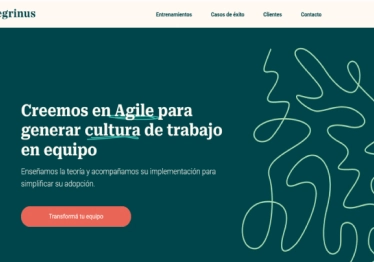 egrinus
Entrenamientos Casos de éxito Clientes Contacto
Creemos en Agile para
generar cultura de trabajo
en equipo
Enseñamos la teoría y acompañamos su implementación para
simplificar su adopción.
Transformá tu equipo